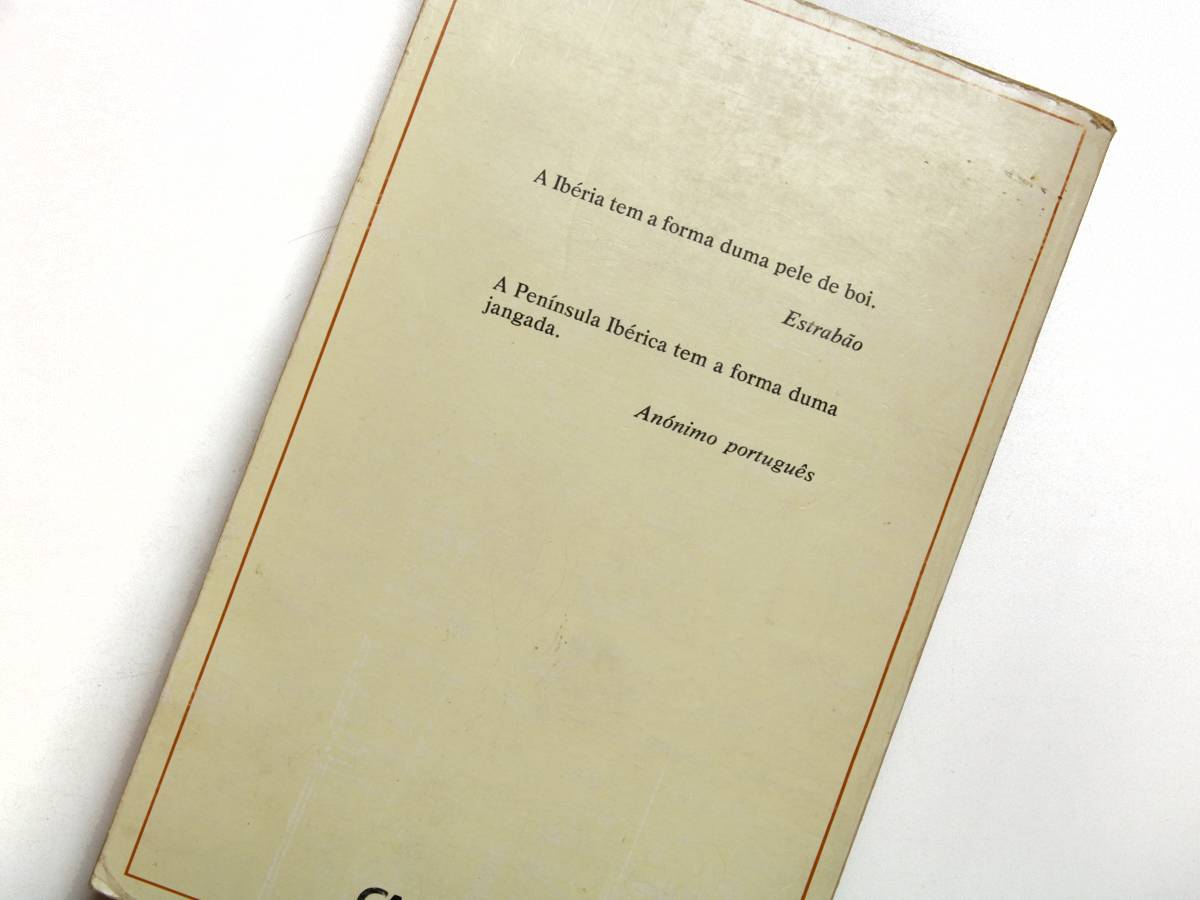 A Ibéria tem a forma duma pele de boi.
Estrabão
A Península Ibérica tem a forma duma
jangada.
Anónimo português